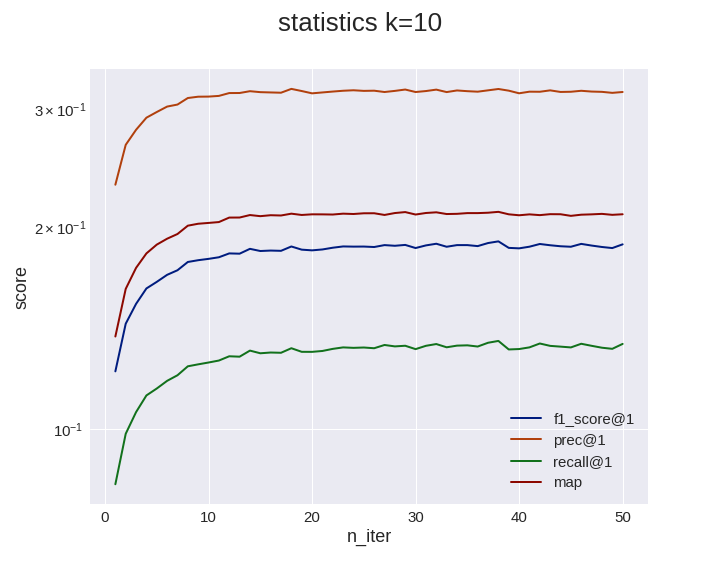 statistics k=10
3 × 10⁻¹
2 × 10⁻¹
10⁻¹
score
0 10 20 30 40 50
n_iter
f1_score@1
prec@1
recall@1
map